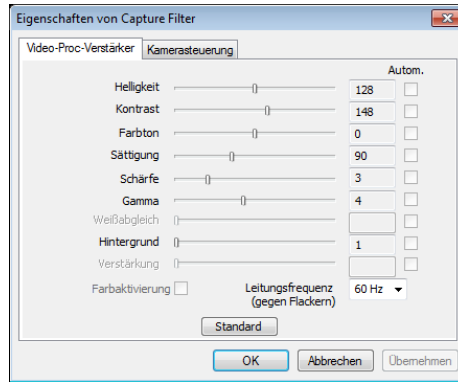 Eigenschaften von Capture Filter
Video-Proc-Verstärker Kamerasteuerung
Autom.
Helligkeit 128
Kontrast 148
Farbton 0
Sättigung 90
Schärfe 3
Gamma 4
Weißabgleich
Hintergrund 1
Verstärkung
Farbaktivierung Leitungsfrequenz 60 Hz
(gegen Flackern)
Standard
OK Abbrechen Übernehmen